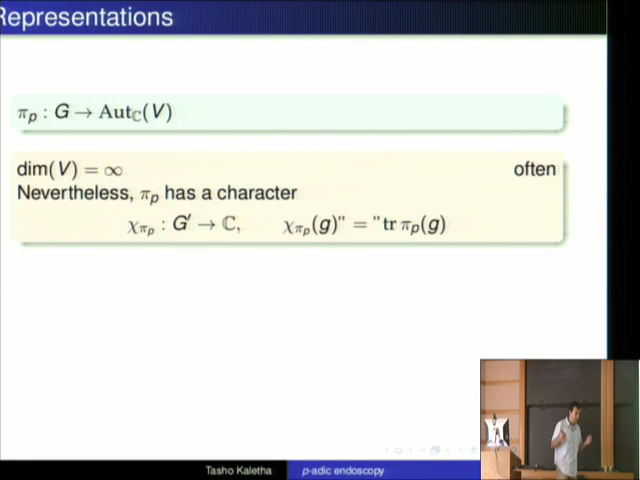 Representations
πₚ : G → Aut_ℂ(V)
dim(V) = ∞ often
Nevertheless, πₚ has a character
χ_{πₚ} : G′ → ℂ, χ_{πₚ}(g)" = "tr πₚ(g)
Tasho Kaletha p-adic endoscopy